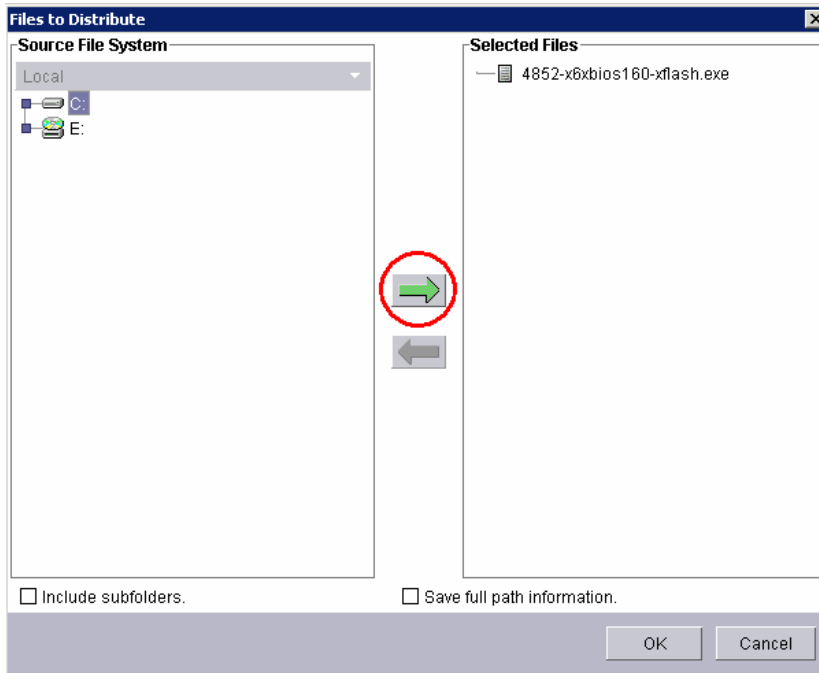 Files to Distribute
Source File System
Local
C:
E:
Selected Files
4852-x6xbios160-xflash.exe
Include subfolders.
Save full path information.
OK
Cancel